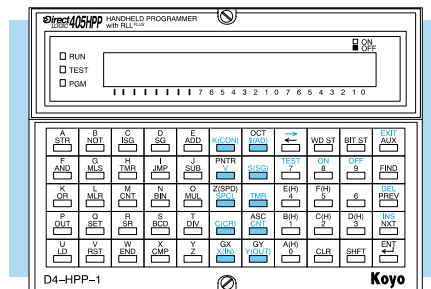 Direct LOGIC 405HPP HANDHELD PROGRAMMER with RLL PLUS
ON
OFF
RUN
TEST
PGM
7 6 5 4 3 2 1 0 7 6 5 4 3 2 1 0
A B C D E OCT → EXIT
STR NOT ISG SG ADD K(CON) $(AD) ← WD ST BIT ST AUX
F G H I J PNTR TEST ON OFF
AND MLS TMR JMP SUB V S(SG) 7 8 9 FIND
K L M N O Z(SPD) E(H) F(H) DEL
OR MLR CNT BIN MUL SPCL TMR 4 5 6 PREV
P Q R S T ASC B(H) C(H) D(H) INS
OUT SET SR BCD DIV C(CR) CNT 1 2 3 NXT
U V W X Y GX GY A(H) ENT
LD RST END CMP Z X(IN) Y(OUT) 0 CLR SHFT ↵
D4–HPP–1 Koyo